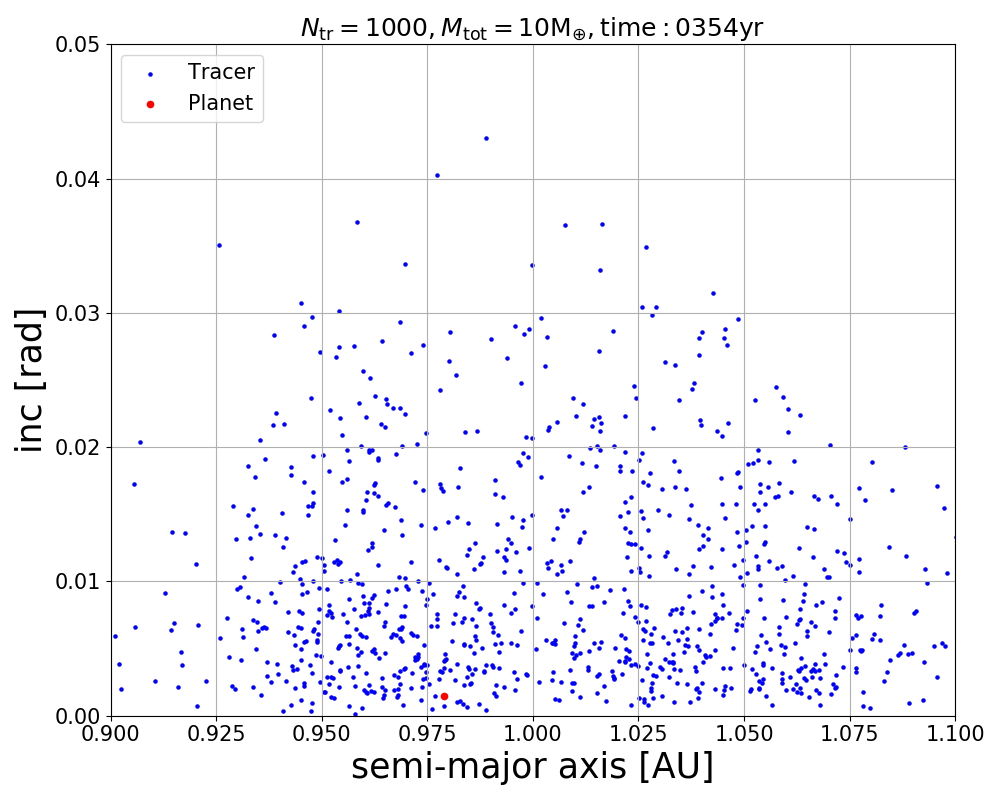 N_tr = 1000, M_tot = 10M_⊕, time : 0354yr
Tracer
Planet
0.05
0.04
0.03
0.02
0.01
0.00
inc [rad]
0.900 0.925 0.950 0.975 1.000 1.025 1.050 1.075 1.100
semi-major axis [AU]